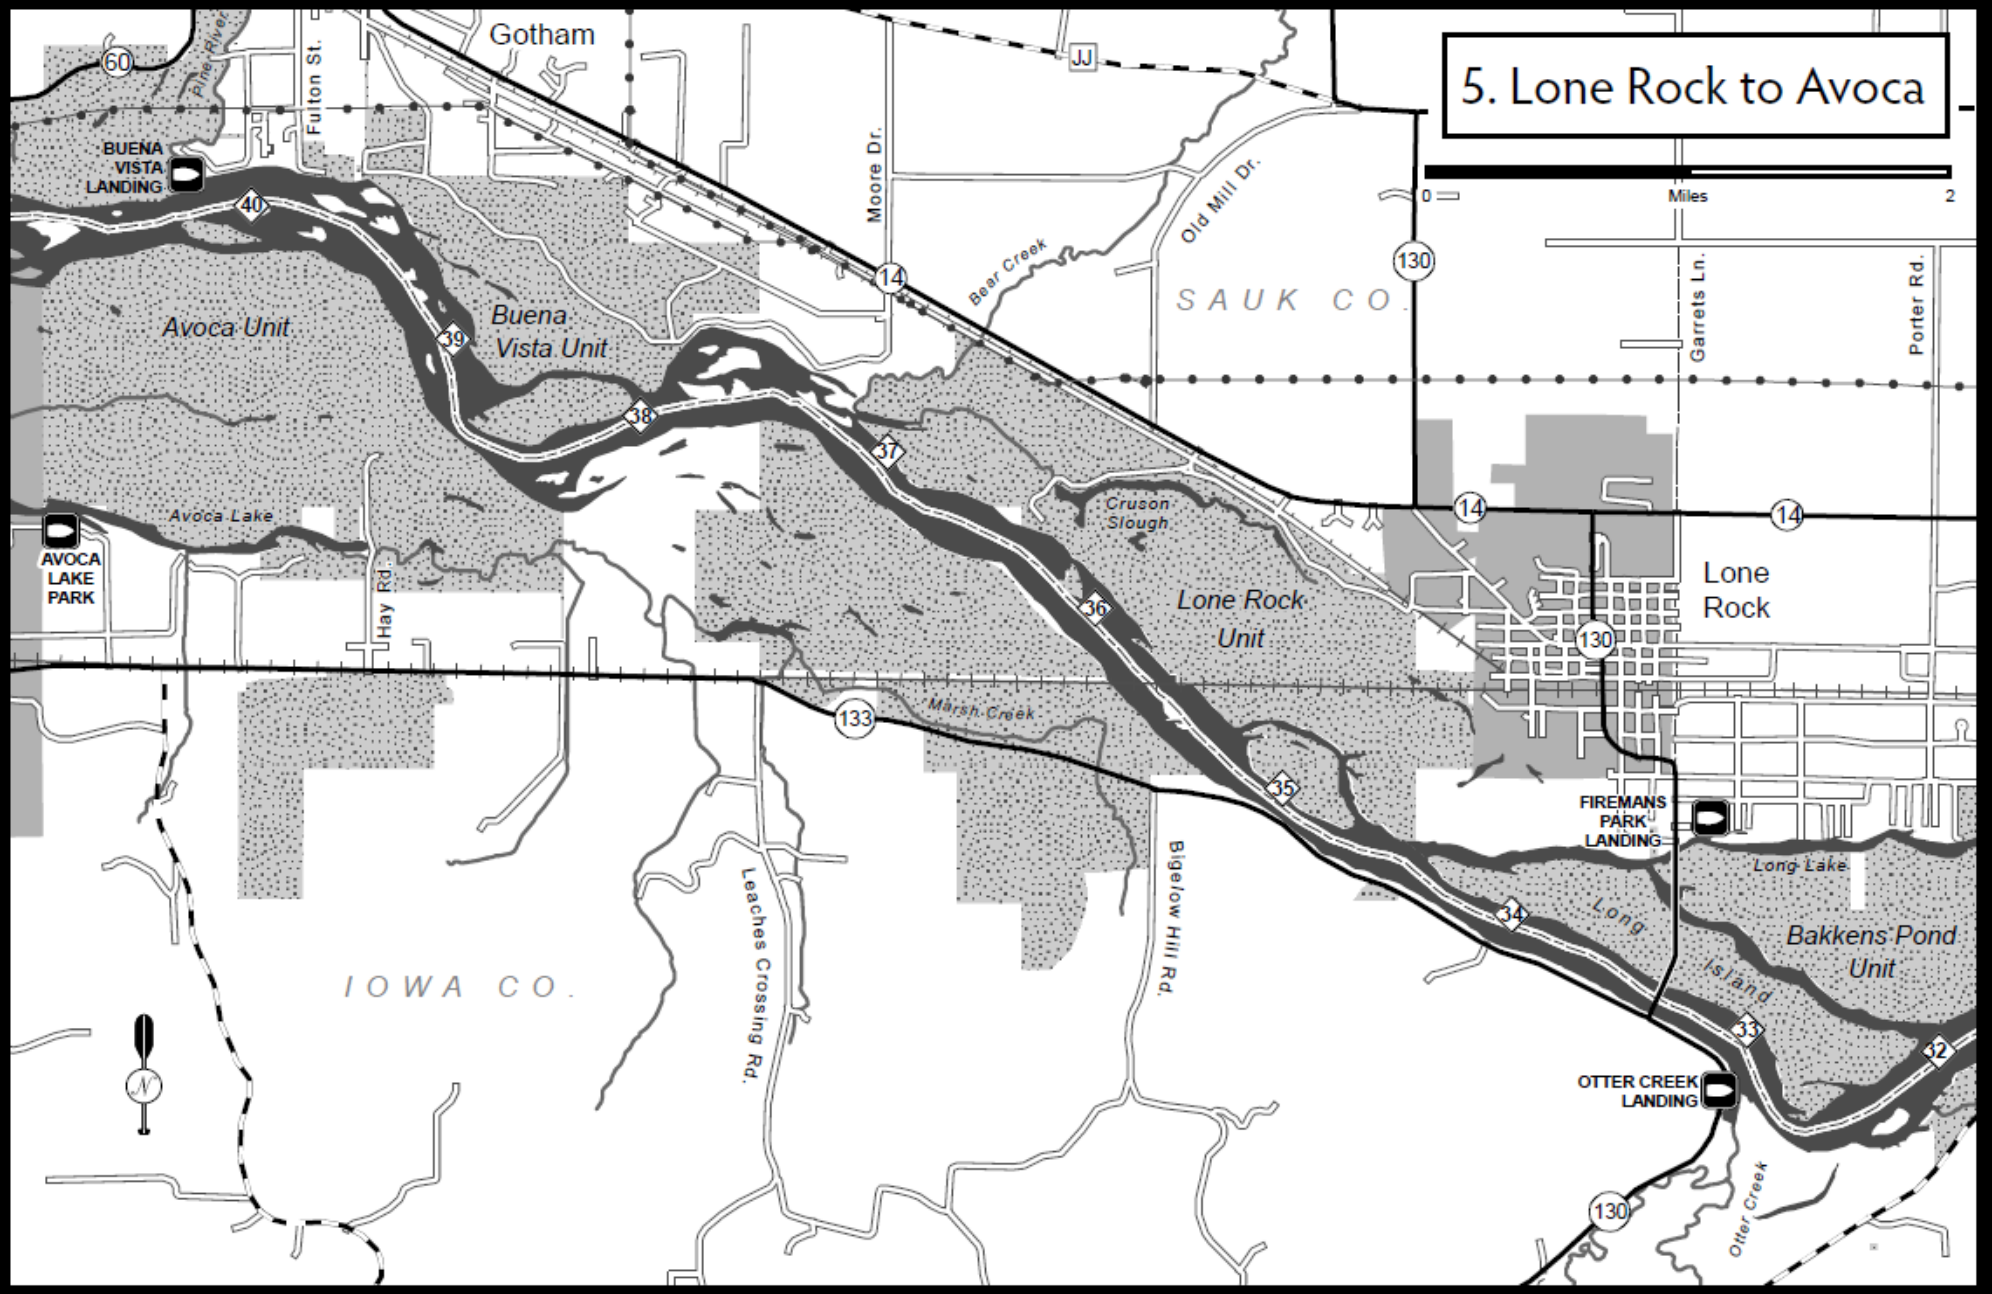 5. Lone Rock to Avoca
0
Miles
2
Gotham
60
Pine River
Fulton St.
JJ
BUENA
VISTA
LANDING
Moore Dr.
Old Mill Dr.
Bear Creek
40
14
130
SAUK CO.
Garrets Ln.
Porter Rd.
Avoca Unit
Buena
Vista Unit
39
38
37
Cruson
Slough
14
14
Avoca Lake
AVOCA
LAKE
PARK
Hay Rd.
36
Lone Rock
Unit
Lone
Rock
130
133
Marsh Creek
35
FIREMANS
PARK
LANDING
Long Lake
Leaches Crossing Rd.
Bigelow Hill Rd.
34
Long
Island
Bakkens Pond
Unit
IOWA CO.
N
33
32
OTTER CREEK
LANDING
130
Otter Creek